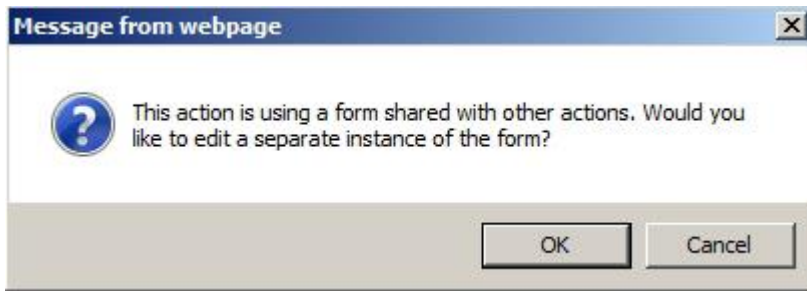 Message from webpage
This action is using a form shared with other actions. Would you
like to edit a separate instance of the form?
OK
Cancel